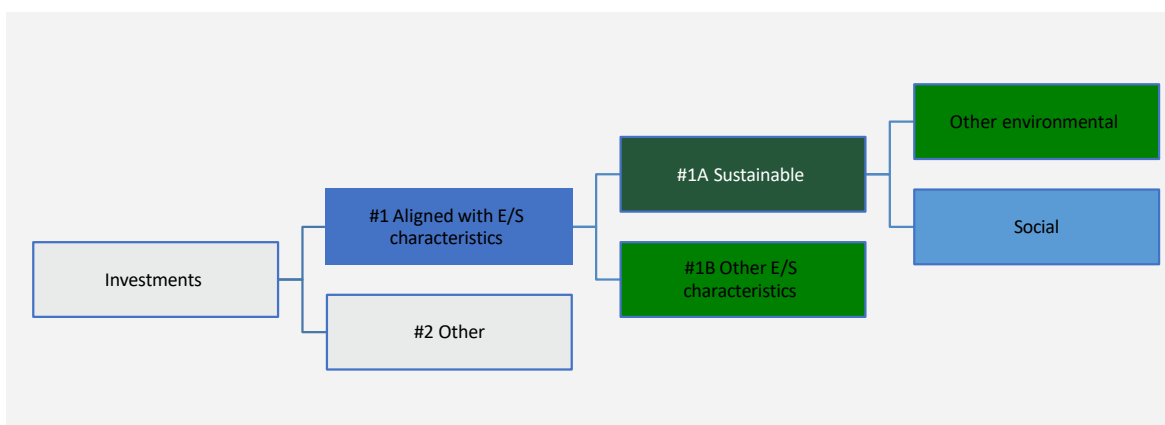 Investments
#1 Aligned with E/S
characteristics
#2 Other
#1A Sustainable
#1B Other E/S
characteristics
Other environmental
Social